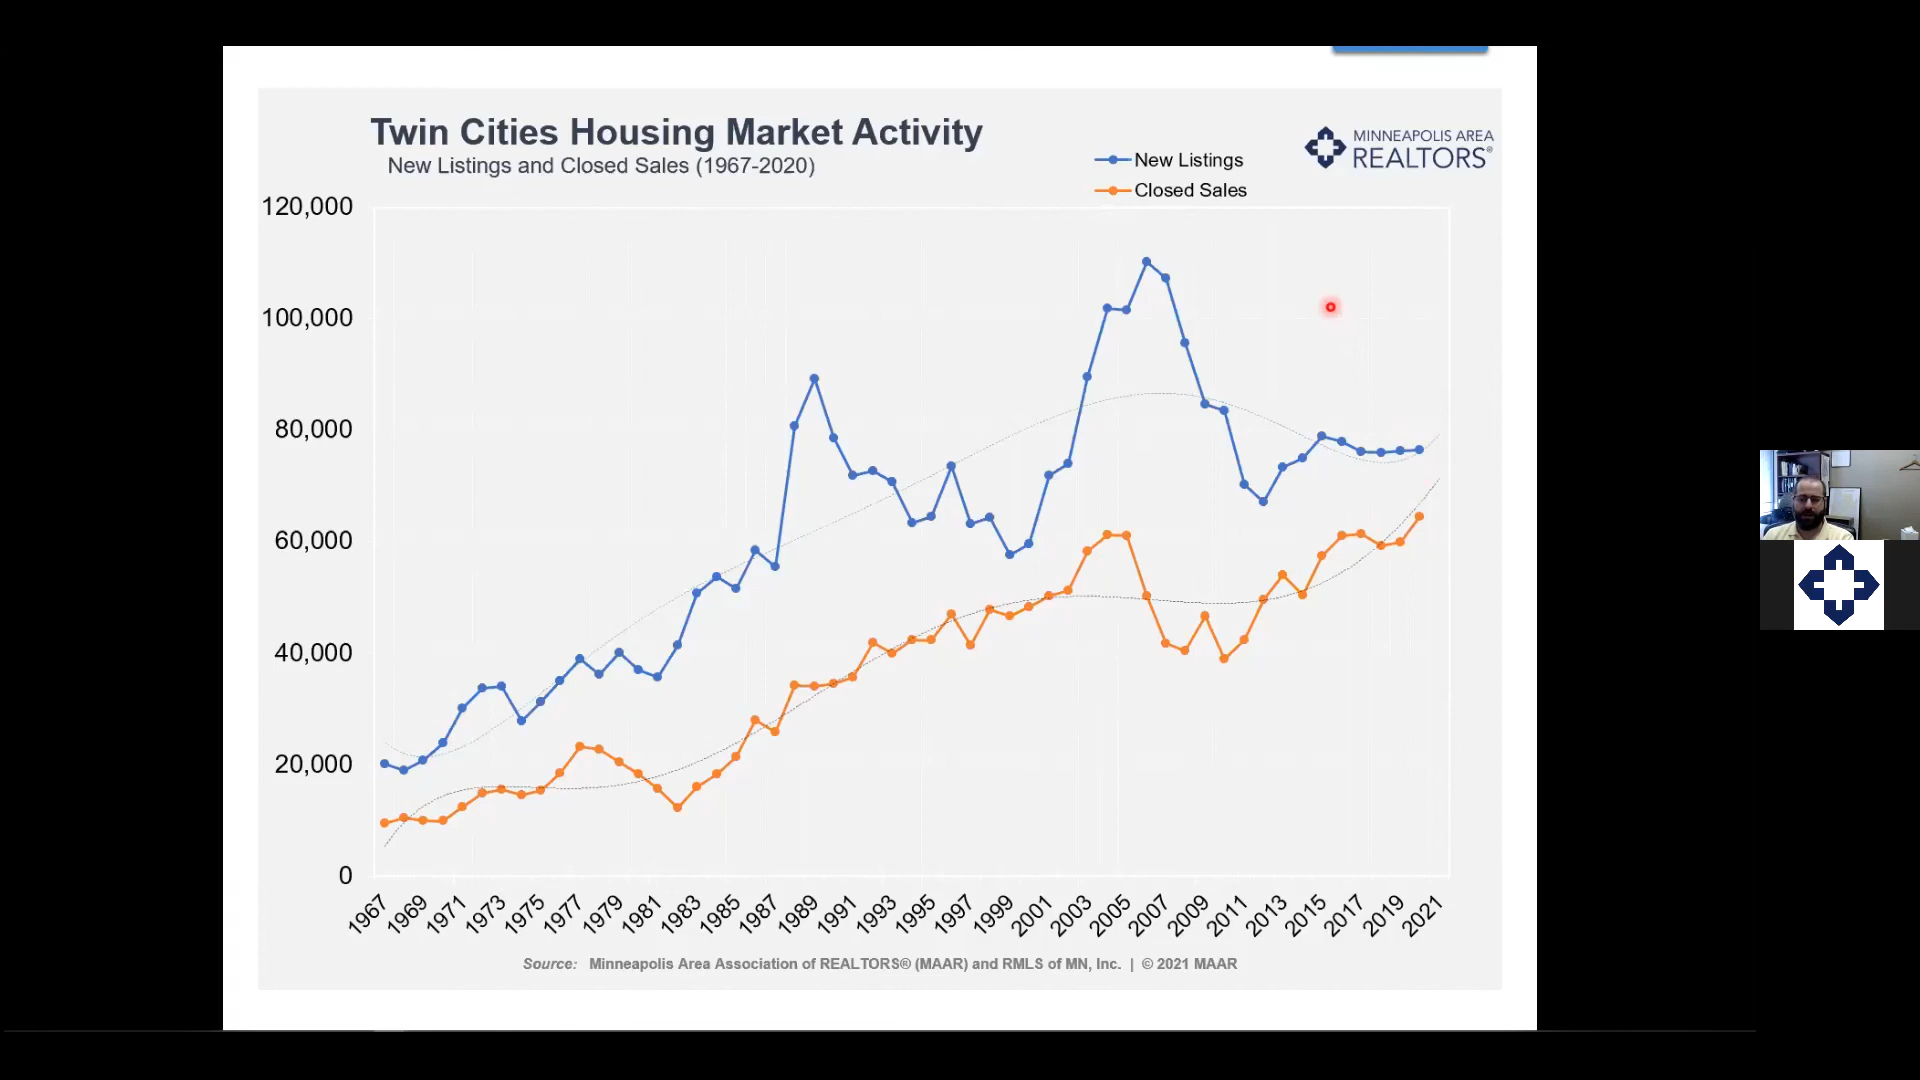 Twin Cities Housing Market Activity
New Listings and Closed Sales (1967-2020)
New Listings
Closed Sales
MINNEAPOLIS AREA
REALTORS®
120,000
100,000
80,000
60,000
40,000
20,000
0
1967 1969 1971 1973 1975 1977 1979 1981 1983 1985 1987 1989 1991 1993 1995 1997 1999 2001 2003 2005 2007 2009 2011 2013 2015 2017 2019 2021
Source: Minneapolis Area Association of REALTORS® (MAAR) and RMLS of MN, Inc. | © 2021 MAAR